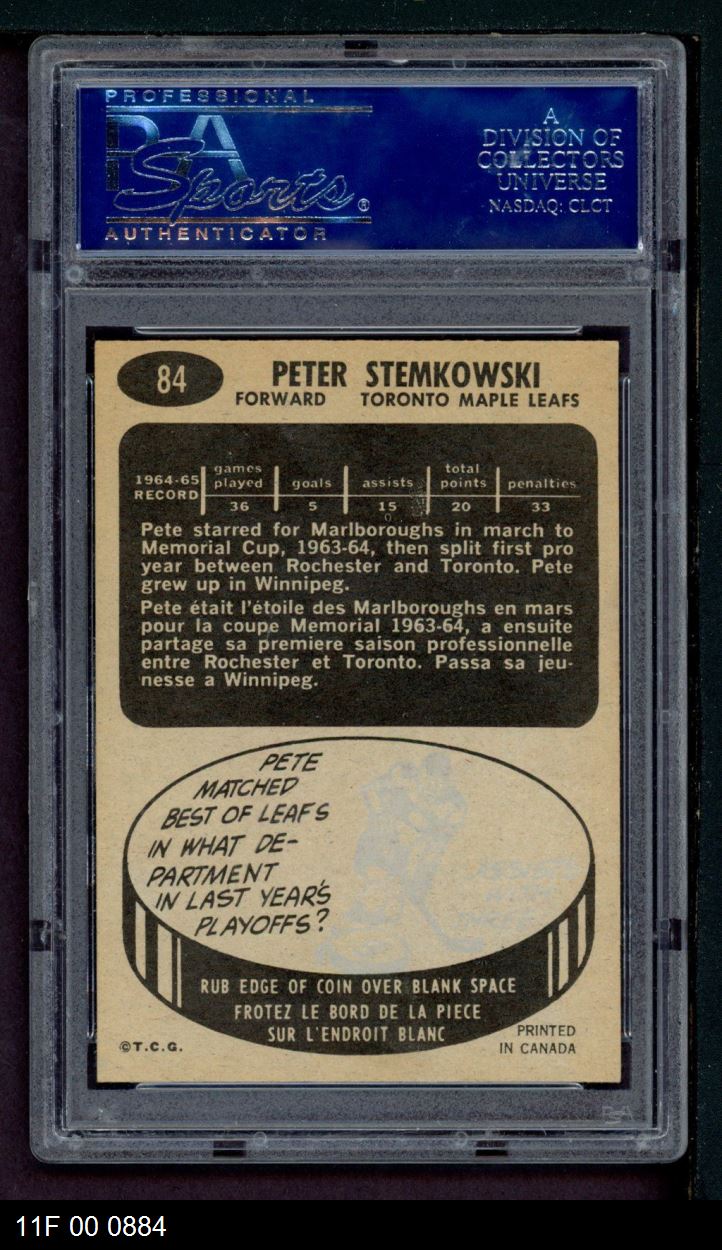 PROFESSIONAL
PSA
Sports®
AUTHENTICATOR
A
DIVISION OF
COLLECTORS
UNIVERSE
NASDAQ: CLCT
84
PETER STEMKOWSKI
FORWARD TORONTO MAPLE LEAFS
1964-65 RECORD games played goals assists total points penalties
36 5 15 20 33
Pete starred for Marlboroughs in march to
Memorial Cup, 1963-64, then split first pro
year between Rochester and Toronto. Pete
grew up in Winnipeg.
Pete était l'étoile des Marlboroughs en mars
pour la coupe Memorial 1963-64, a ensuite
partage sa premiere saison professionnelle
entre Rochester et Toronto. Passa sa jeu-
nesse a Winnipeg.
PETE
MATCHED
BEST OF LEAFS
IN WHAT DE-
PARTMENT
IN LAST YEAR'S
PLAYOFFS?
ASSISTS
WITH
THREE
RUB EDGE OF COIN OVER BLANK SPACE
FROTEZ LE BORD DE LA PIECE
SUR L'ENDROIT BLANC
©T.C.G.
PRINTED
IN CANADA
PSA
11F 00 0884